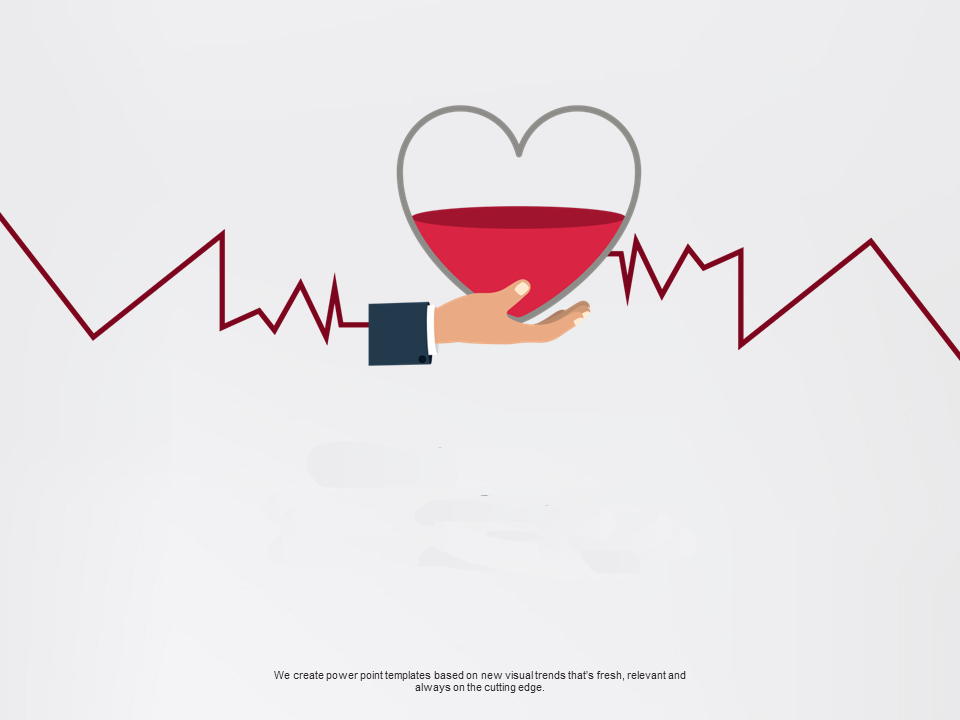 We create power point templates based on new visual trends that's fresh, relevant and
always on the cutting edge.